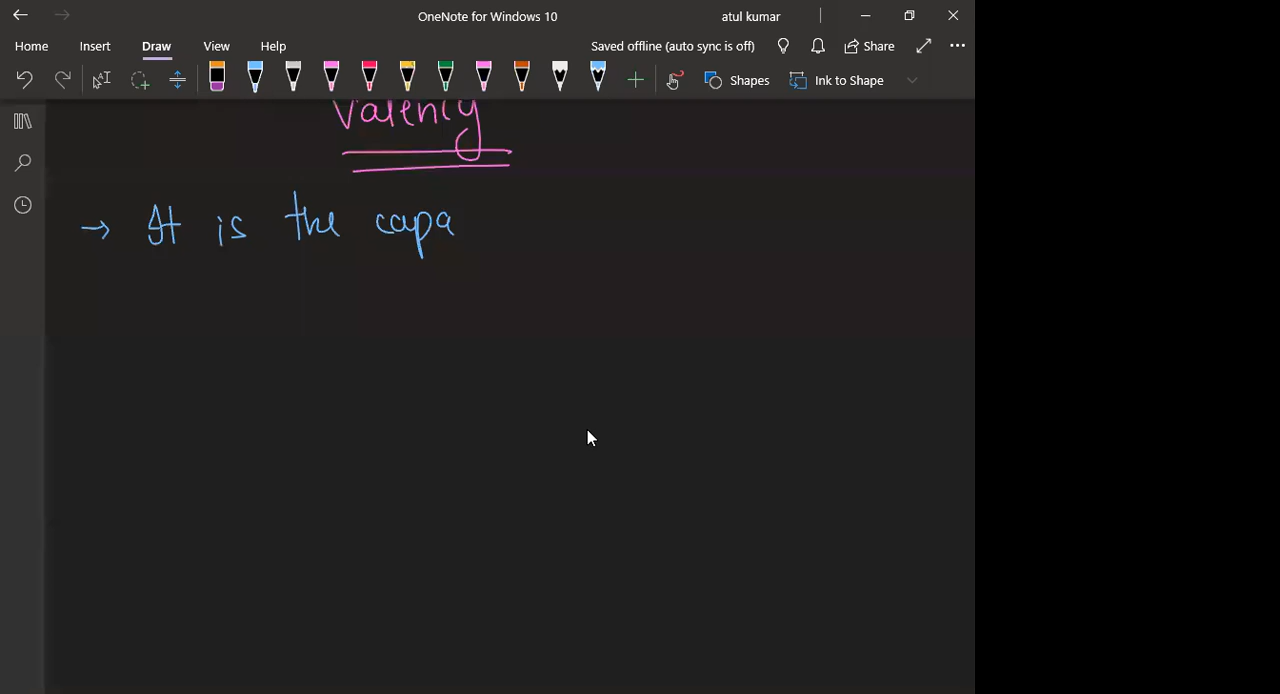 OneNote for Windows 10
atul kumar
Home Insert Draw View Help
Saved offline (auto sync is off)
Share
Shapes
Ink to Shape
Valency
→ It is the capa